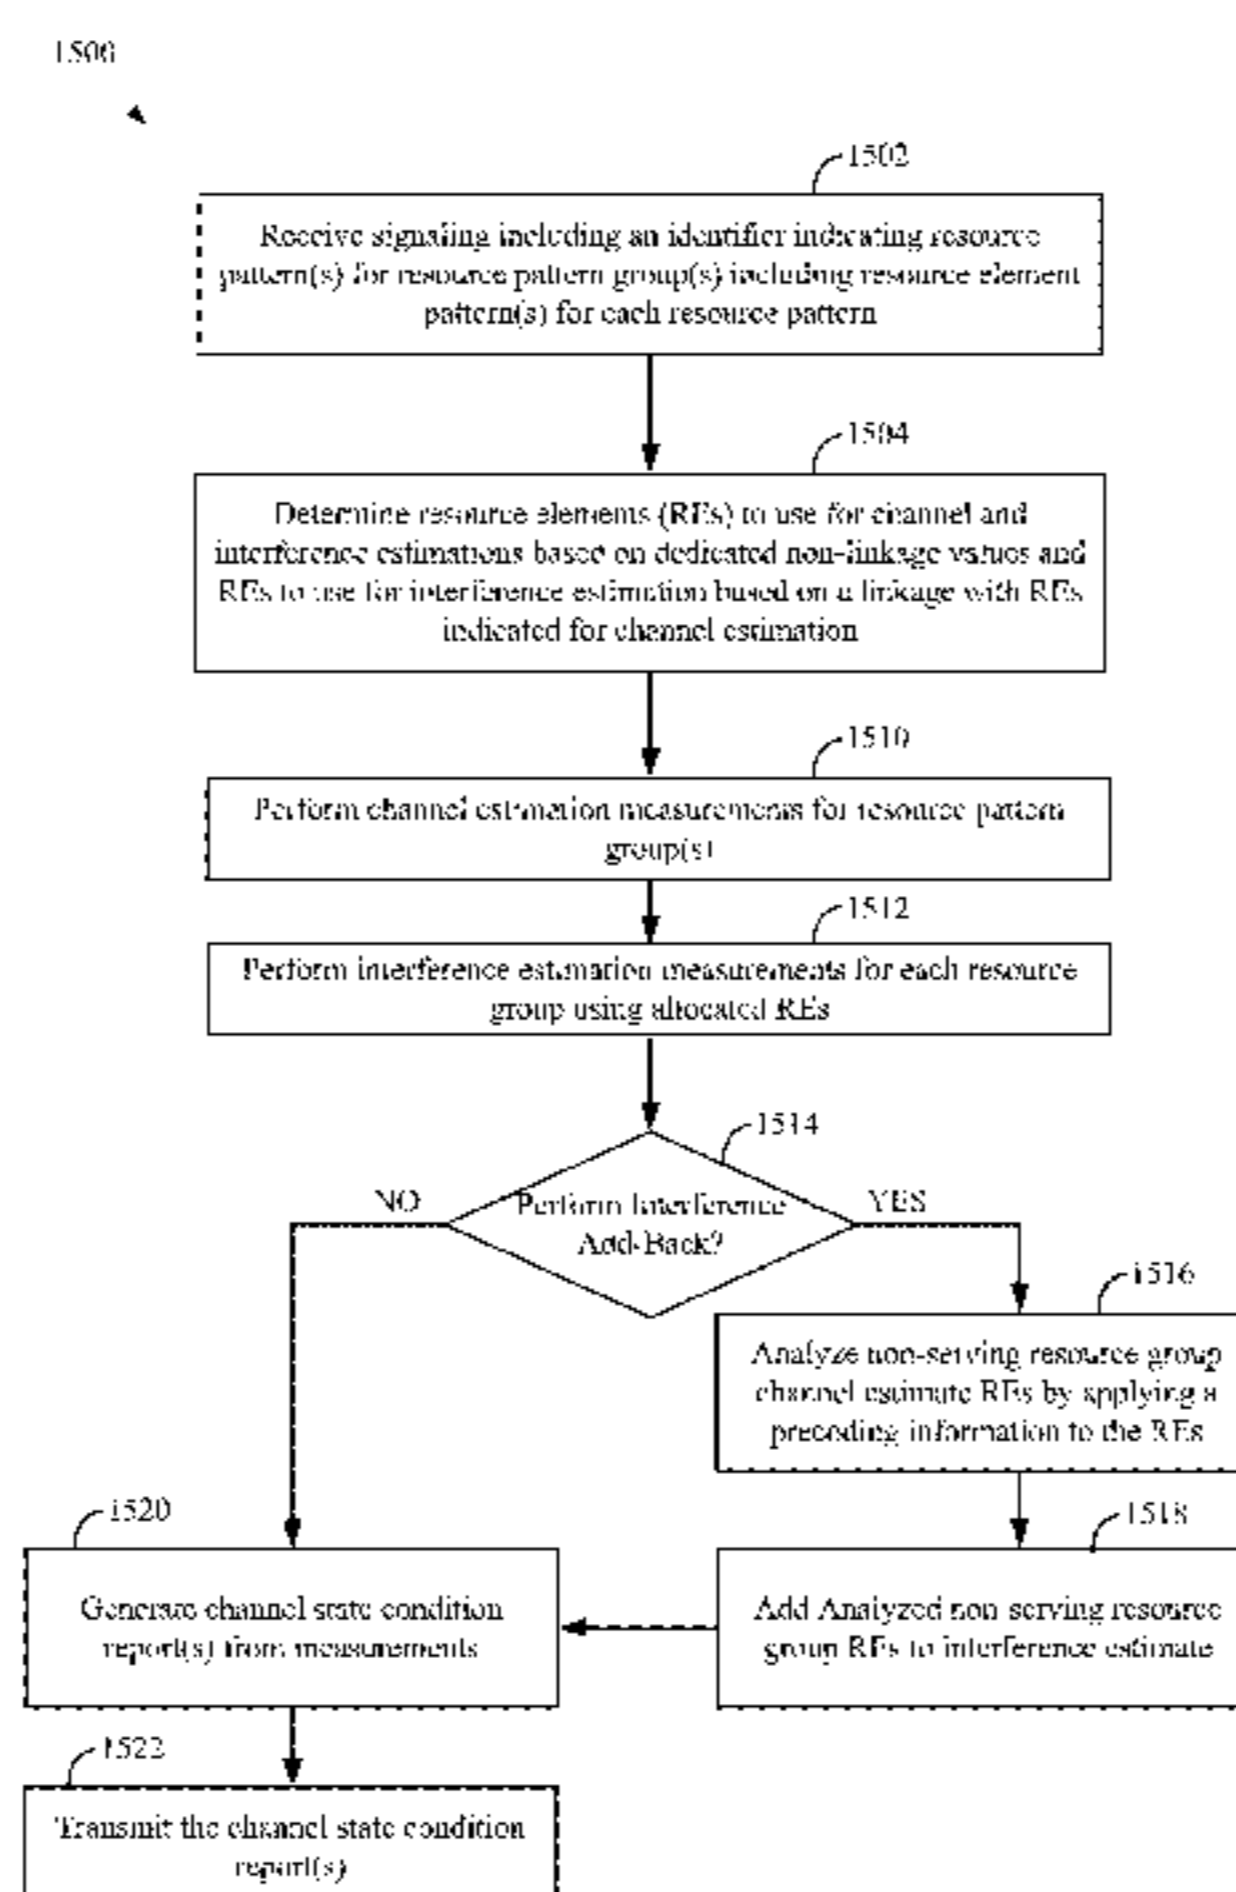 1500
1502
Receive signaling including an identifier indicating resource
pattern(s) for resource pattern group(s) including resource element
pattern(s) for each resource pattern
1504
Determine resource elements (REs) to use for channel and
interference estimations based on dedicated non-linkage values and
REs to use for interference estimation based on a linkage with REs
indicated for channel estimation
1510
Perform channel estimation measurements for resource pattern
group(s)
1512
Perform interference estimation measurements for each resource
group using allocated REs
1514
NO
YES
Perform Interference
Add-Back?
1516
Analyze non-serving resource group
channel estimate REs by applying a
precoding information to the REs
1520
1518
Generate channel state condition
report(s) from measurements
Add Analyzed non-serving resource
group REs to interference estimate
1522
Transmit the channel state condition
report(s)